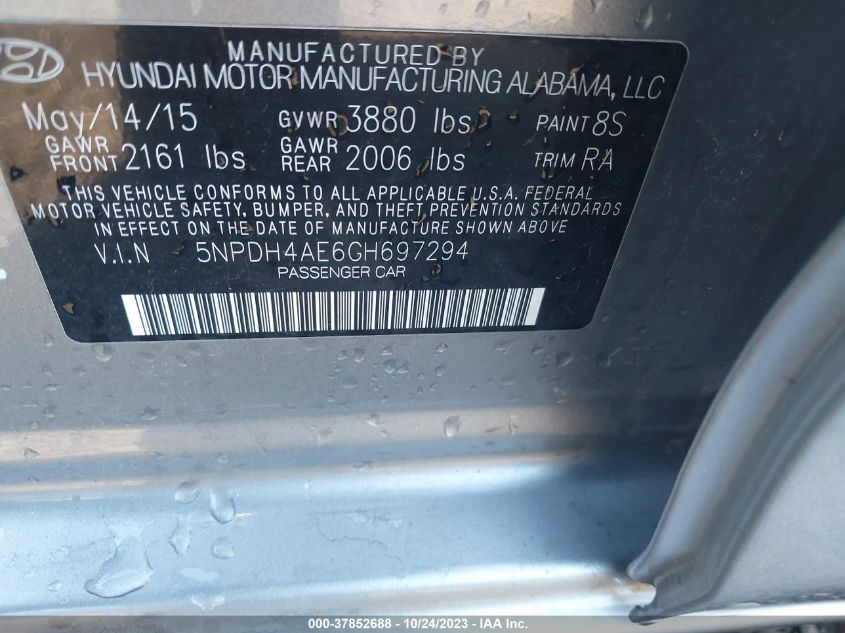 MANUFACTURED BY
HYUNDAI MOTOR MANUFACTURING ALABAMA, LLC
May/14/15 GVWR 3880 lbs PAINT 8S
GAWR FRONT 2161 lbs GAWR REAR 2006 lbs TRIM RA
THIS VEHICLE CONFORMS TO ALL APPLICABLE U.S.A. FEDERAL
MOTOR VEHICLE SAFETY, BUMPER, AND THEFT PREVENTION STANDARDS
IN EFFECT ON THE DATE OF MANUFACTURE SHOWN ABOVE
V.I.N 5NPDH4AE6GH697294
PASSENGER CAR
000-37852688 - 10/24/2023 - IAA Inc.